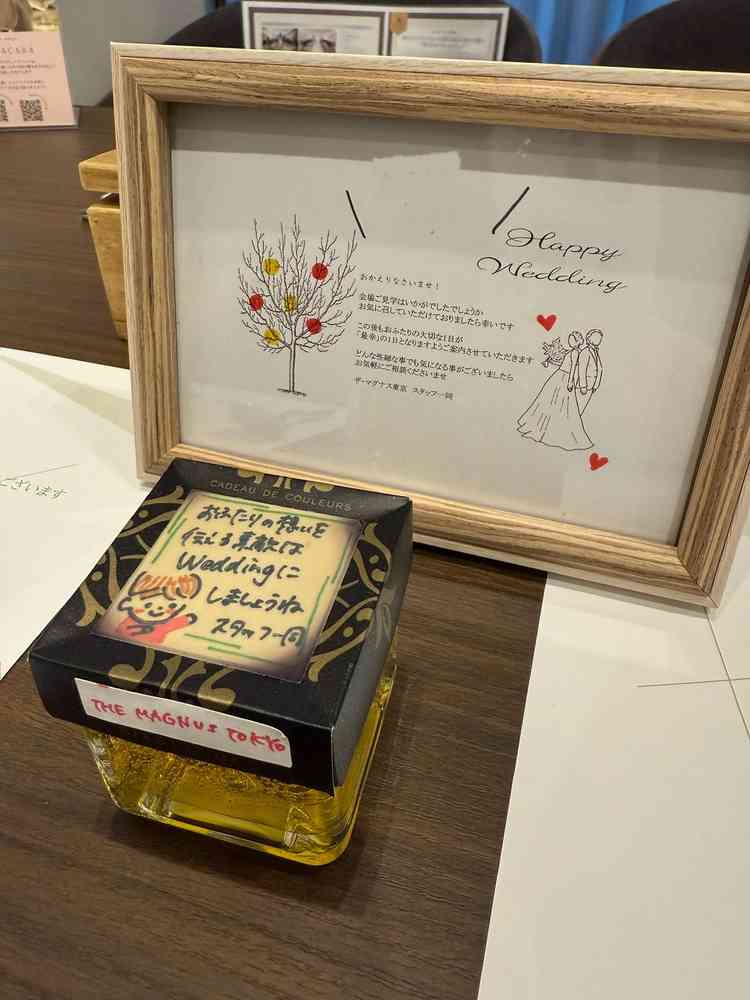 Happy
Wedding
おかえりなさいませ！
会場ご見学はいかがでしたでしょうか
お気に召していただけておりましたら幸いです
この後もおふたりの大切な1日が
「最幸」の1日となりますようご案内させていただきます
どんな些細な事でも気になる事がございましたら
お気軽にご相談くださいませ
ザ・マグナス東京 スタッフ一同
ございます
CADEAU DE COULEURS
おふたりの想いを
伝える素敵な
Weddingに
しましょうね
スタッフ一同
THE MAGNUS TOKYO